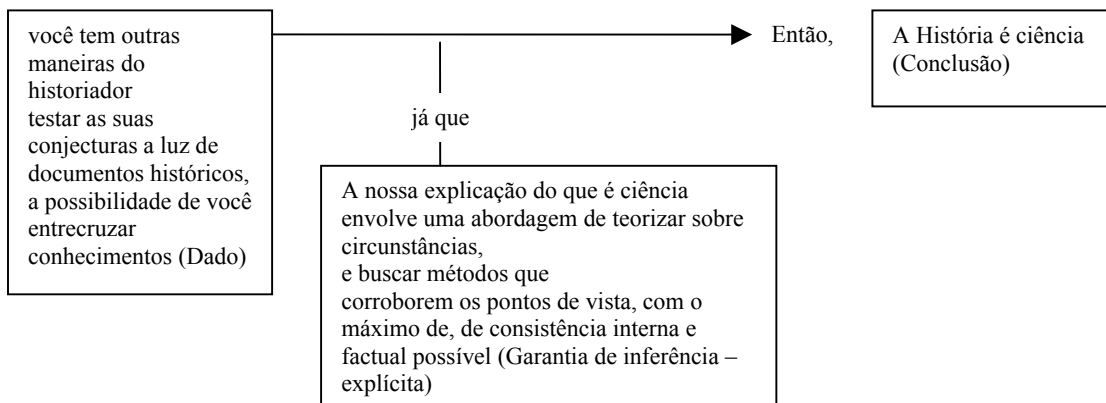 você tem outras
maneiras do
historiador
testar as suas
conjecturas a luz de
documentos históricos,
a possibilidade de você
entrecruzar
conhecimentos (Dado)
Então,
A História é ciência
(Conclusão)
já que
A nossa explicação do que é ciência
envolve uma abordagem de teorizar sobre
circunstâncias,
e buscar métodos que
corroborem os pontos de vista, com o
máximo de, de consistência interna e
factual possível (Garantia de inferência –
explícita)